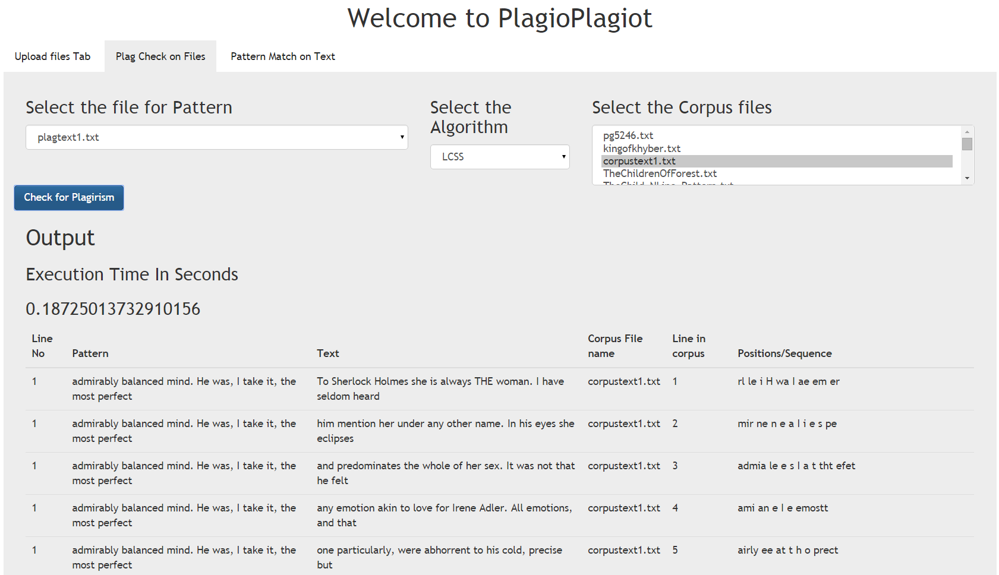 Welcome to PlagioPlagiot
Upload files Tab
Plag Check on Files
Pattern Match on Text
Select the file for Pattern
plagtext1.txt
Select the
Algorithm
LCSS
Select the Corpus files
pg5246.txt
kingofkhyber.txt
corpustext1.txt
TheChildrenOfForest.txt
TheChild_NLine_Pattern.txt
Check for Plagirism
Output
Execution Time In Seconds
0.18725013732910156
Line
No
Pattern
Text
Corpus File
name
Line in
corpus
Positions/Sequence
1
admirably balanced mind. He was, I take it, the
most perfect
To Sherlock Holmes she is always THE woman. I have
seldom heard
corpustext1.txt
1
rl le i H wa I ae em er
1
admirably balanced mind. He was, I take it, the
most perfect
him mention her under any other name. In his eyes she
eclipses
corpustext1.txt
2
mir ne n e a I i e s pe
1
admirably balanced mind. He was, I take it, the
most perfect
and predominates the whole of her sex. It was not that
he felt
corpustext1.txt
3
admia le e s I a t tht efet
1
admirably balanced mind. He was, I take it, the
most perfect
any emotion akin to love for Irene Adler. All emotions,
and that
corpustext1.txt
4
ami an e I e emostt
1
admirably balanced mind. He was, I take it, the
most perfect
one particularly, were abhorrent to his cold, precise
but
corpustext1.txt
5
airly ee at t h o prect